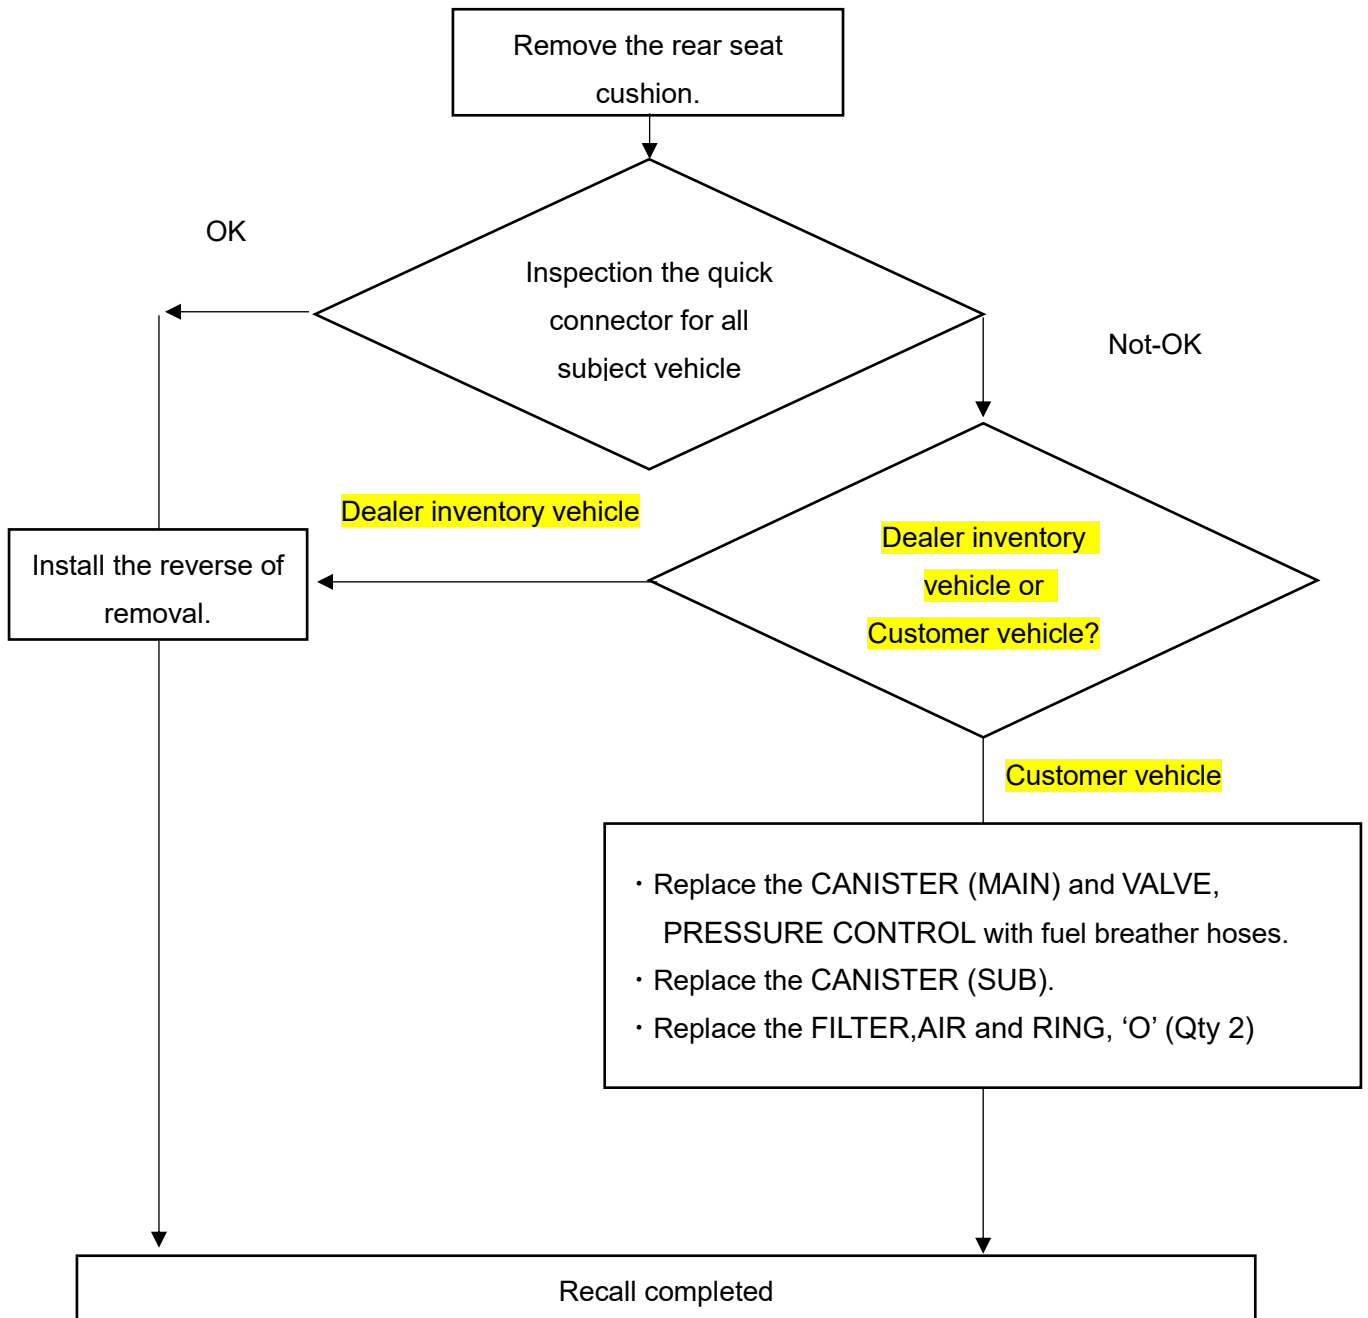 Remove the rear seat
cushion.
OK
Inspection the quick
connector for all
subject vehicle
Not-OK
Dealer inventory vehicle
Dealer inventory
vehicle or
Customer vehicle?
Install the reverse of
removal.
Customer vehicle
・Replace the CANISTER (MAIN) and VALVE,
PRESSURE CONTROL with fuel breather hoses.
・Replace the CANISTER (SUB).
・Replace the FILTER,AIR and RING, ‘O’ (Qty 2)
Recall completed